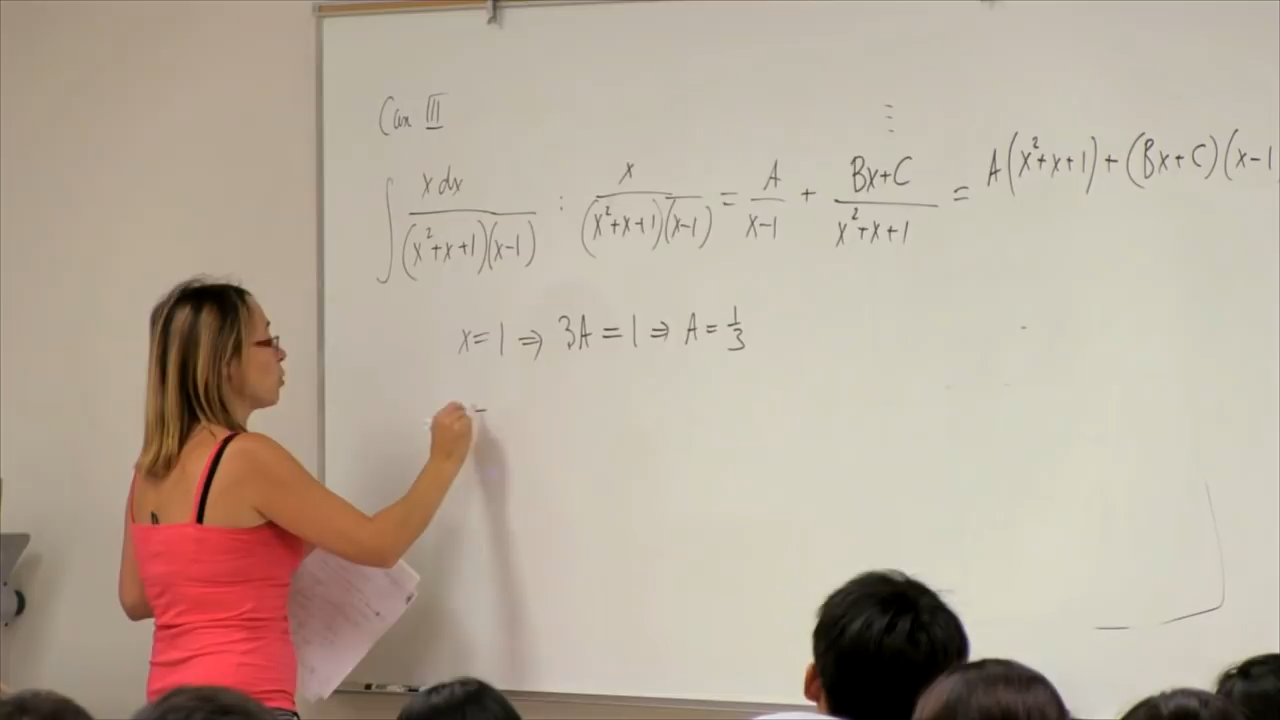 Case III
∫ x dx / (x²+x+1)(x-1) : x / (x²+x+1)(x-1) = A / x-1 + Bx+C / x²+x+1 = A(x²+x+1)+(Bx+C)(x-1
x=1 ⇒ 3A=1 ⇒ A=1/3